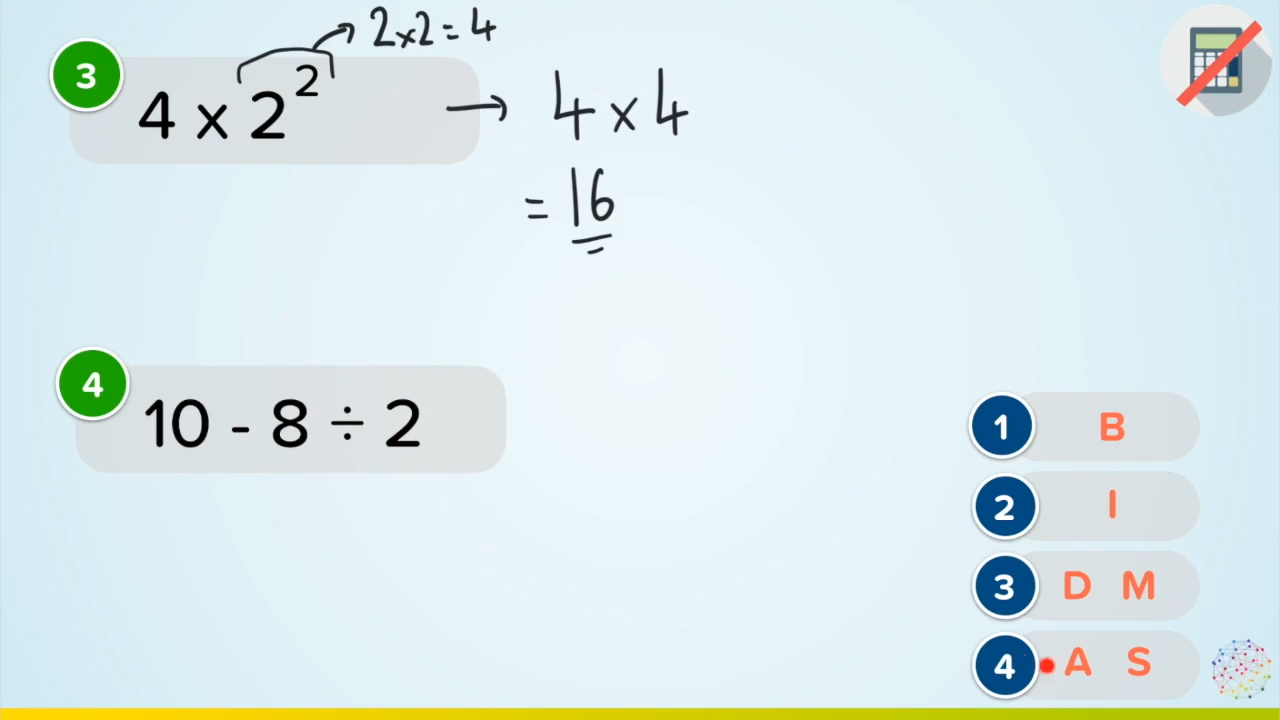 2x2=4
3
4 x 2²
→ 4 x 4
= 16
4
10 - 8 ÷ 2
1 B
2 I
3 D M
4 A S